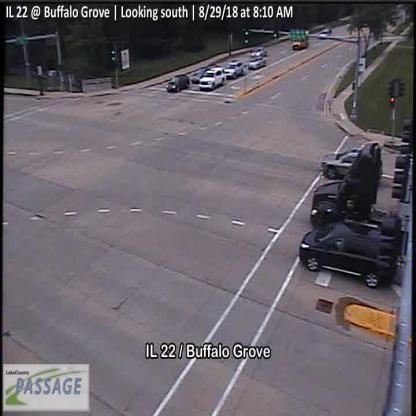 IL 22 @ Buffalo Grove | Looking south | 8/29/18 at 8:10 AM
IL 22 / Buffalo Grove
LakeCounty
PASSAGE